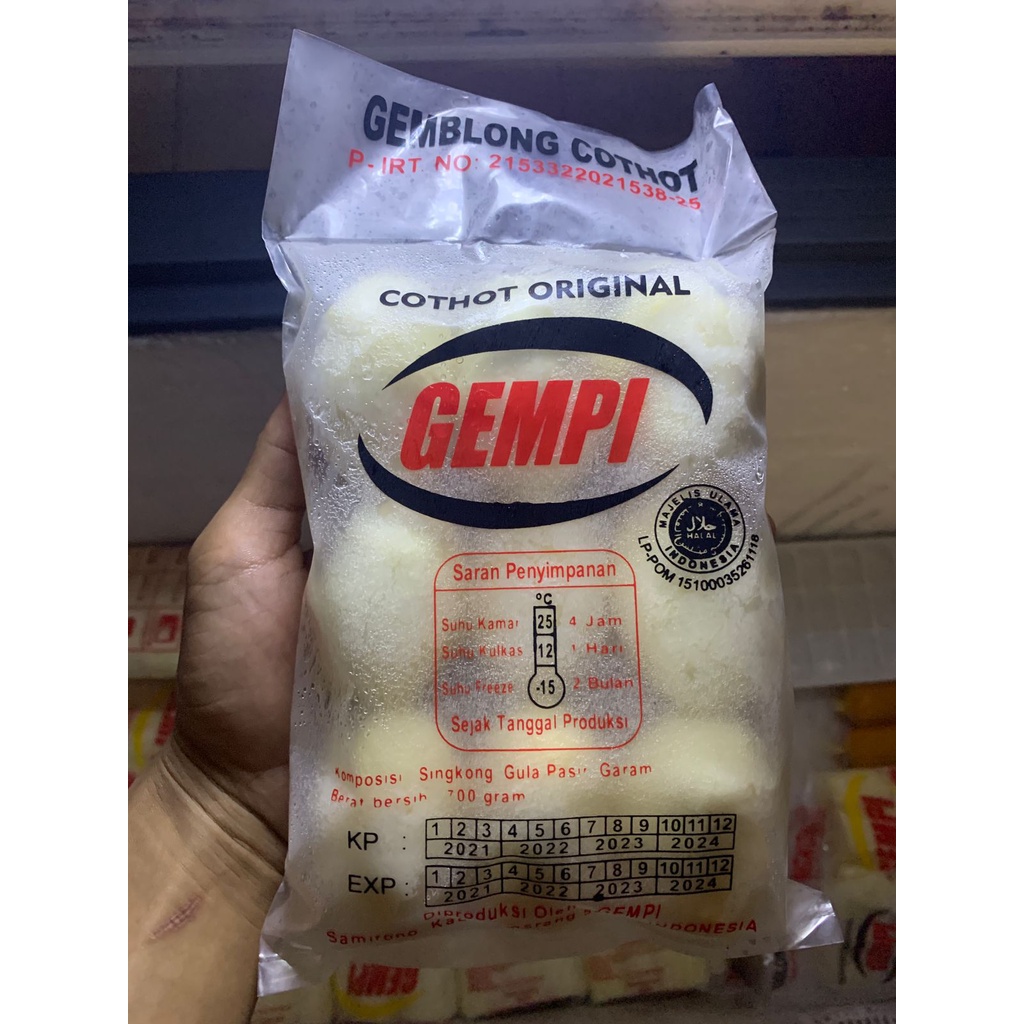 GEMBLONG COTHOT
P-IRT NO: 2153322021538-25
COTHOT ORIGINAL
GEMPI
MAJELIS ULAMA
حلال
HALAL
INDONESIA
LP-POM 15100035261118
Saran Penyimpanan
°C
Suhu Kamar 25 4 Jam
Suhu Kulkas 12 1 Hari
Suhu Freeze -15 2 Bulan
Sejak Tanggal Produksi
Komposisi Singkong Gula Pasir Garam
Berat bersih 700 gram
KP : 1 2 3 4 5 6 7 8 9 10 11 12
2021 2022 2023 2024
EXP : 1 2 3 4 5 6 7 8 9 10 11 12
2021 2022 2023 2024
Diproduksi Oleh GEMPI
INDONESIA
GEMPI